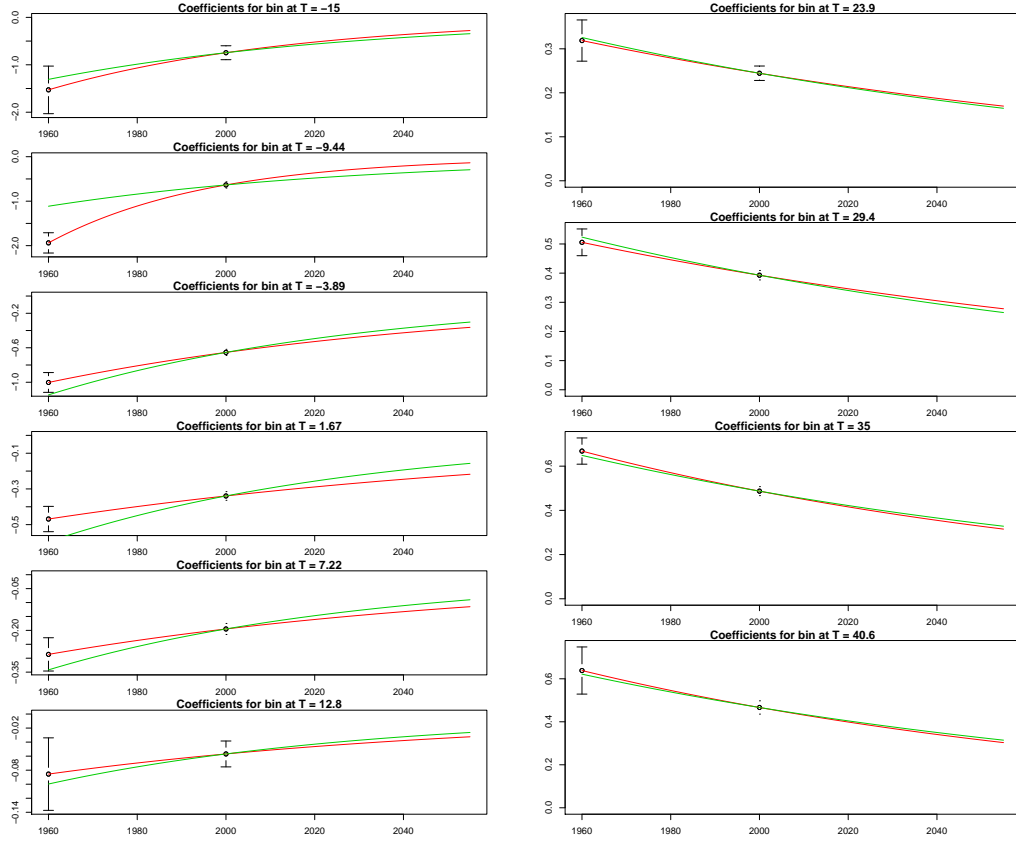 Coefficients for bin at T = −15
0.0
−1.0
−2.0
1960 1980 2000 2020 2040
Coefficients for bin at T = −9.44
0.0
−1.0
−2.0
1960 1980 2000 2020 2040
Coefficients for bin at T = −3.89
−0.2
−0.6
−1.0
1960 1980 2000 2020 2040
Coefficients for bin at T = 1.67
−0.1
−0.3
−0.5
1960 1980 2000 2020 2040
Coefficients for bin at T = 7.22
−0.05
−0.20
−0.35
1960 1980 2000 2020 2040
Coefficients for bin at T = 12.8
−0.02
−0.08
−0.14
1960 1980 2000 2020 2040
Coefficients for bin at T = 23.9
0.3
0.2
0.1
0.0
1960 1980 2000 2020 2040
Coefficients for bin at T = 29.4
0.5
0.4
0.3
0.2
0.1
0.0
1960 1980 2000 2020 2040
Coefficients for bin at T = 35
0.6
0.4
0.2
0.0
1960 1980 2000 2020 2040
Coefficients for bin at T = 40.6
0.6
0.4
0.2
0.0
1960 1980 2000 2020 2040